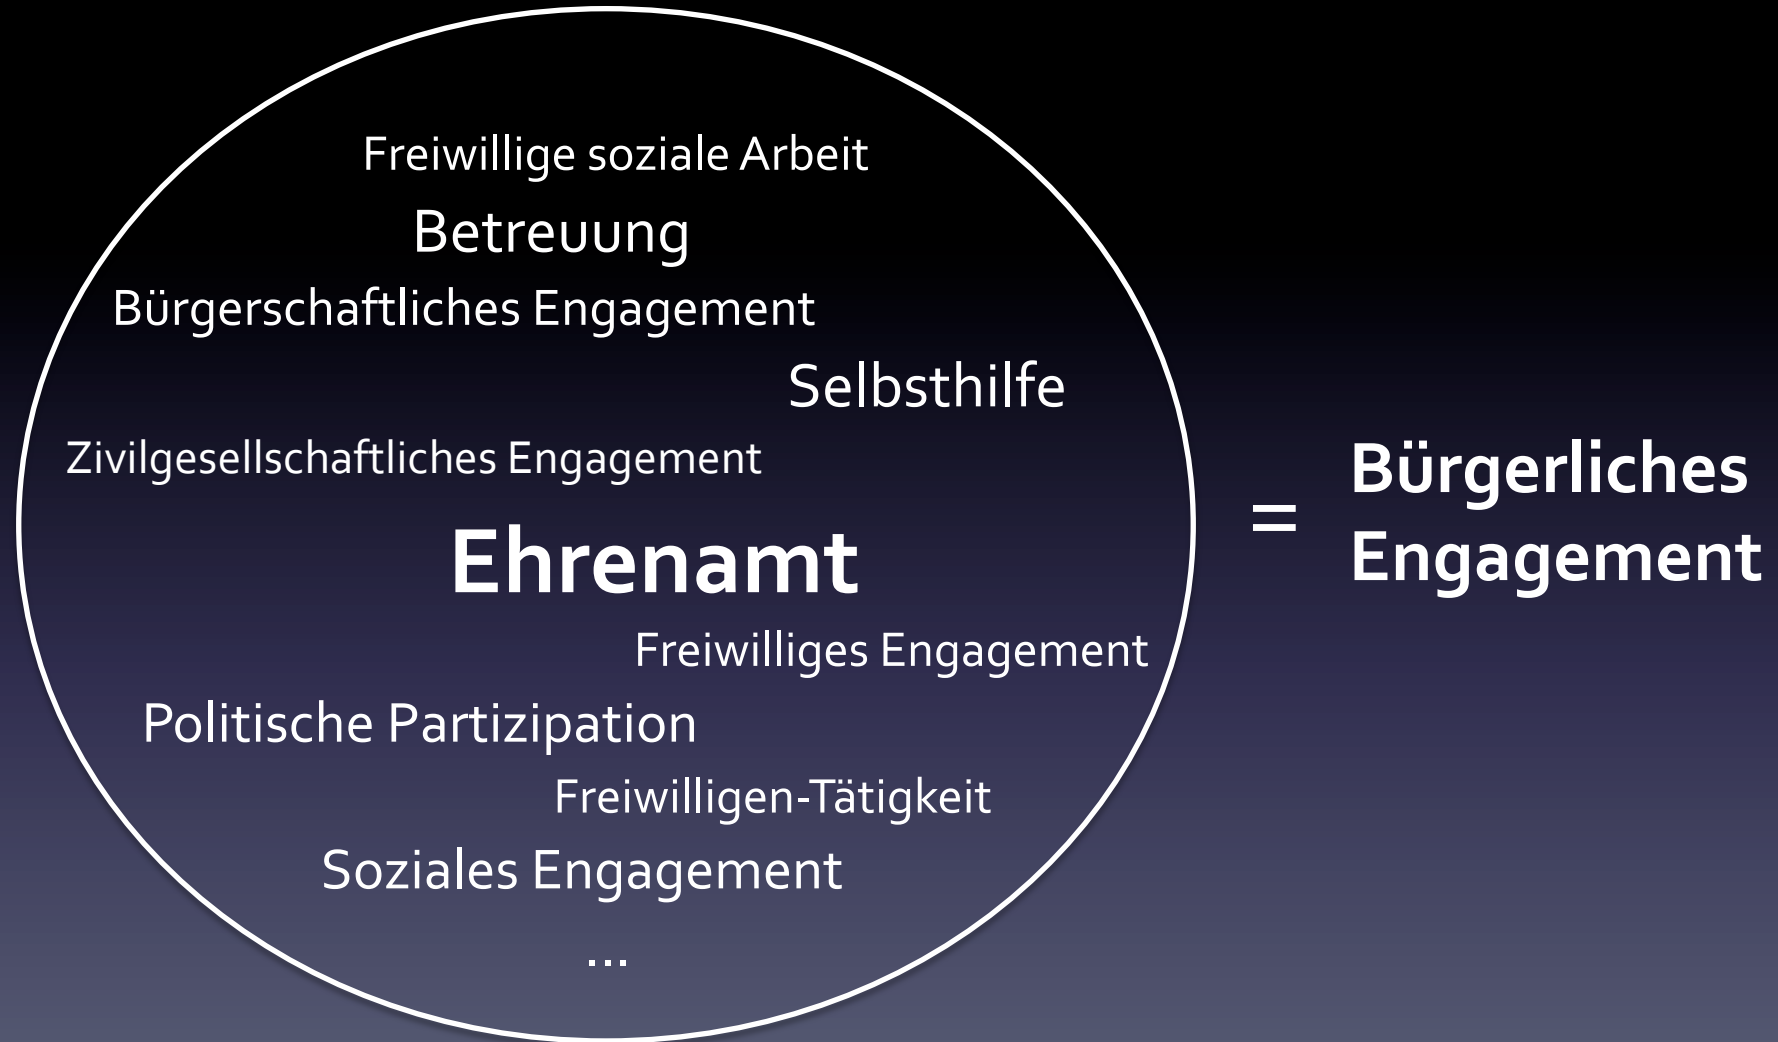 Freiwillige soziale Arbeit
Betreuung
Bürgerschaftliches Engagement
Selbsthilfe
Zivilgesellschaftliches Engagement
Ehrenamt
Freiwilliges Engagement
Politische Partizipation
Freiwilligen-Tätigkeit
Soziales Engagement
...
=
Bürgerliches
Engagement